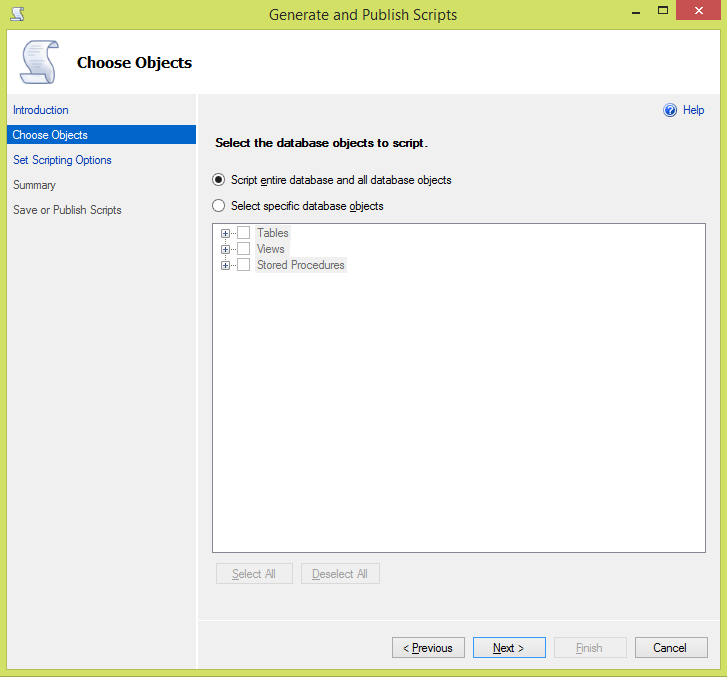 Generate and Publish Scripts
Choose Objects
Introduction
Choose Objects
Set Scripting Options
Summary
Save or Publish Scripts
Help
Select the database objects to script.
Script entire database and all database objects
Select specific database objects
Tables
Views
Stored Procedures
Select All
Deselect All
< Previous
Next >
Finish
Cancel